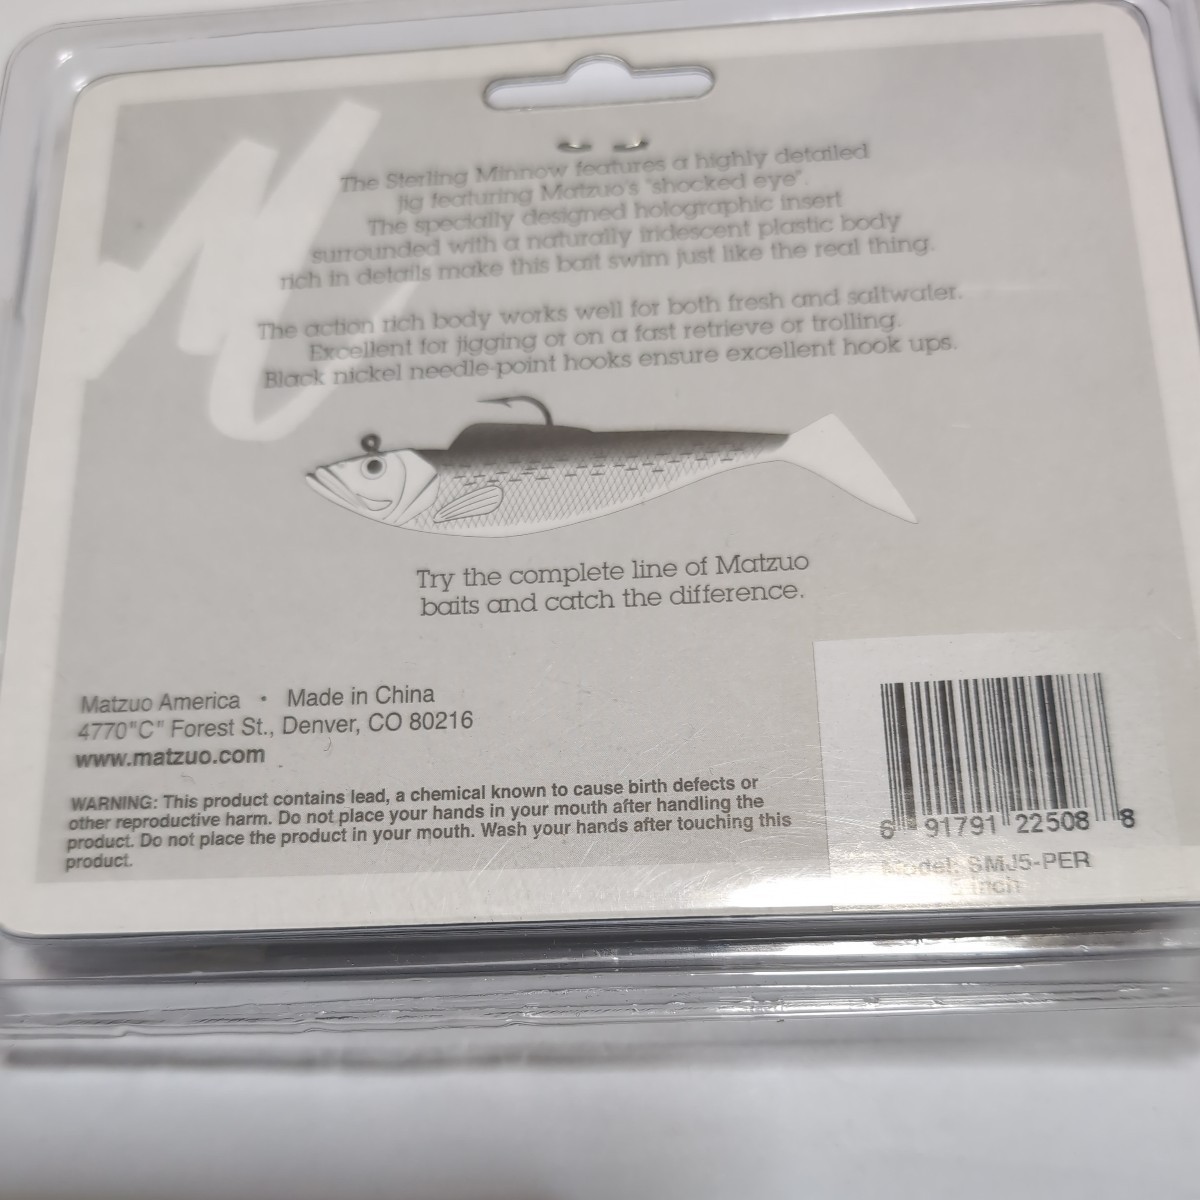 The Sterling Minnow features a highly detailed
jig featuring Matzuo's "shocked eye".
The specially designed holographic insert
surrounded with a naturally iridescent plastic body
rich in details make this bait swim just like the real thing.
The action rich body works well for both fresh and saltwater.
Excellent for jigging or on a fast retrieve or trolling.
Black nickel needle-point hooks ensure excellent hook ups.
Try the complete line of Matzuo
baits and catch the difference.
Matzuo America · Made in China
4770"C" Forest St., Denver, CO 80216
www.matzuo.com
WARNING: This product contains lead, a chemical known to cause birth defects or
other reproductive harm. Do not place your hands in your mouth after handling the
product. Do not place the product in your mouth. Wash your hands after touching this
product.
6 91791 22508 8
Model: SMJ5-PER
inch